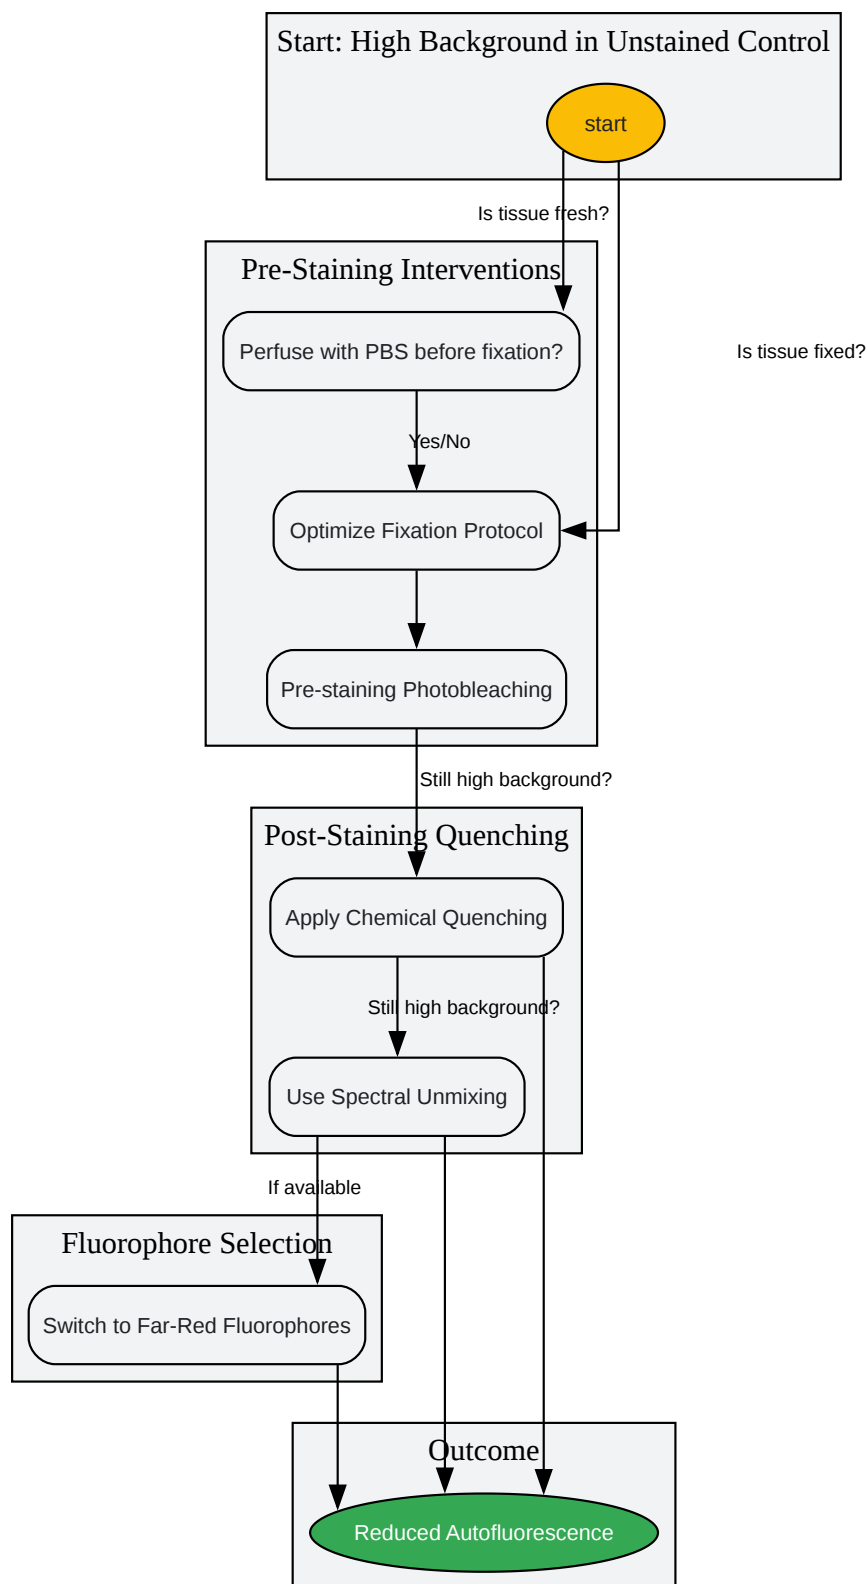 Start: High Background in Unstained Control
start
Is tissue fresh?
Pre-Staining Interventions
Perfuse with PBS before fixation?
Is tissue fixed?
Yes/No
Optimize Fixation Protocol
Pre-staining Photobleaching
Still high background?
Post-Staining Quenching
Apply Chemical Quenching
Still high background?
Use Spectral Unmixing
If available
Fluorophore Selection
Switch to Far-Red Fluorophores
Outcome
Reduced Autofluorescence